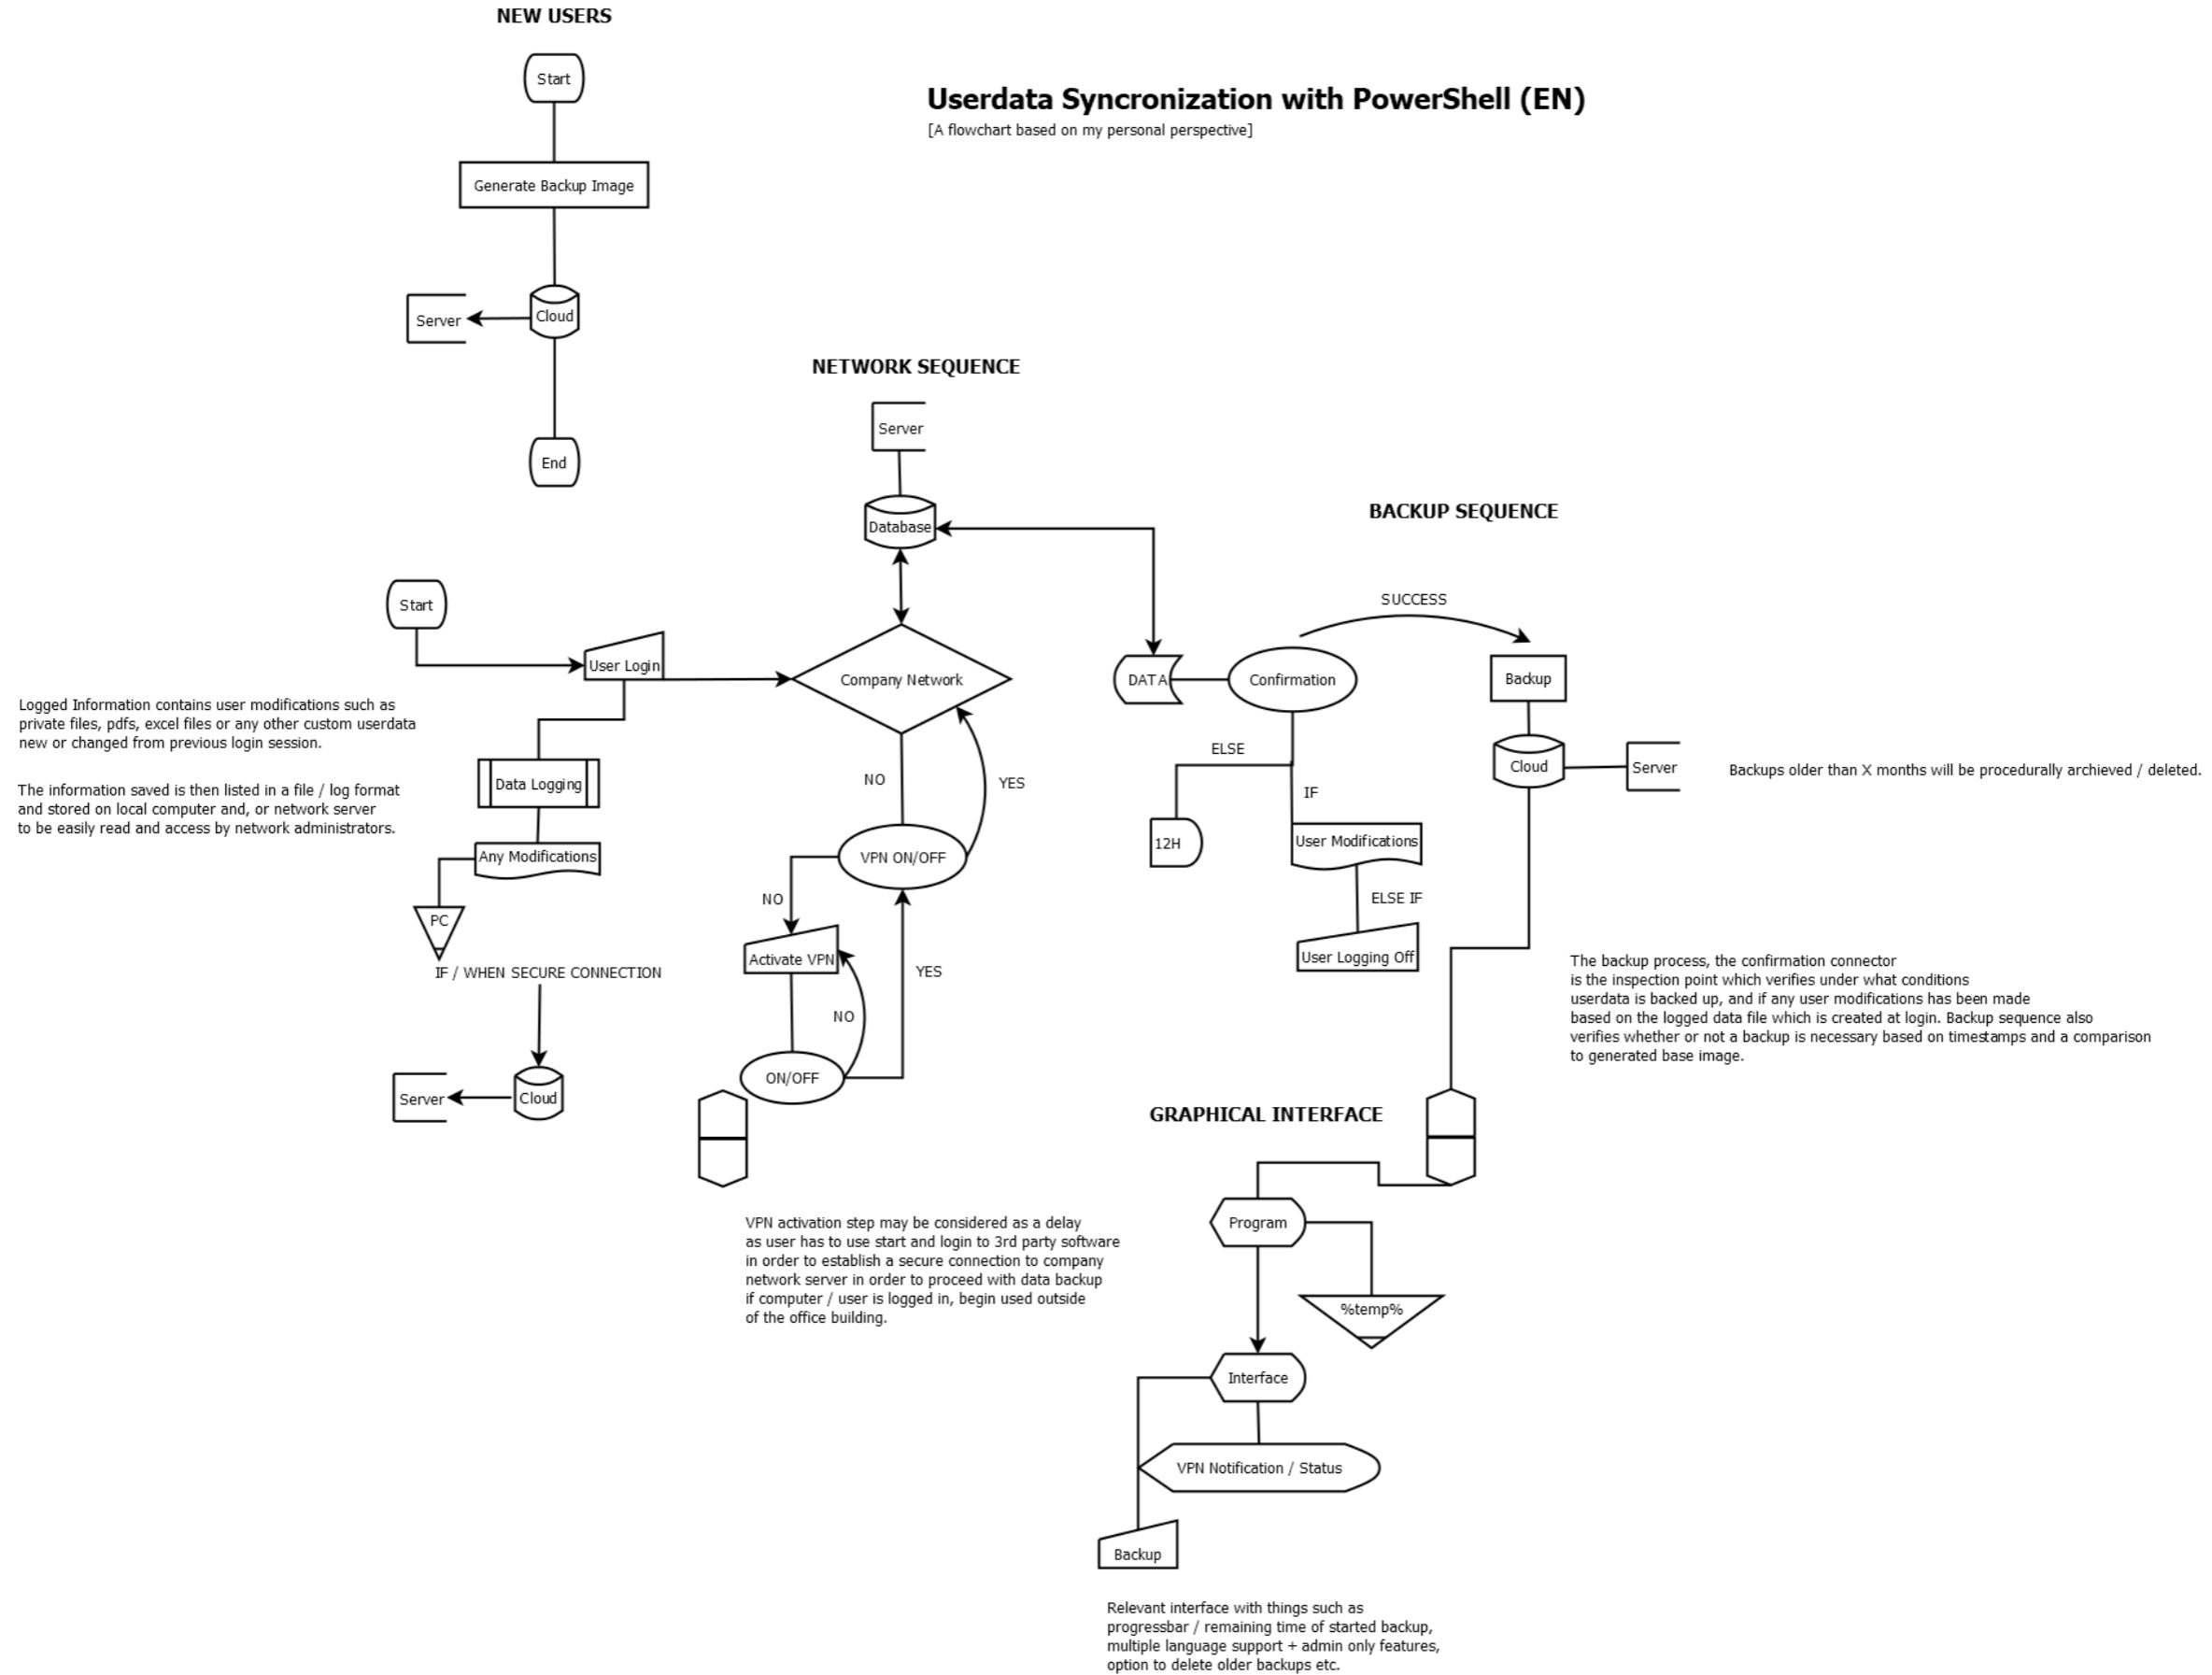 NEW USERS
Start
Userdata Syncronization with PowerShell (EN)
[A flowchart based on my personal perspective]
Generate Backup Image
Server
Cloud
End
NETWORK SEQUENCE
Server
Database
BACKUP SEQUENCE
Start
User Login
Company Network
DATA
Confirmation
SUCCESS
Backup
Cloud
Server
Backups older than X months will be procedurally archieved / deleted.
Logged Information contains user modifications such as
private files, pdfs, excel files or any other custom userdata
new or changed from previous login session.
The information saved is then listed in a file / log format
and stored on local computer and, or network server
to be easily read and access by network administrators.
Data Logging
Any Modifications
PC
IF / WHEN SECURE CONNECTION
Server
Cloud
NO
YES
VPN ON/OFF
NO
Activate VPN
YES
NO
ON/OFF
ELSE
IF
12H
User Modifications
ELSE IF
User Logging Off
The backup process, the confirmation connector
is the inspection point which verifies under what conditions
userdata is backed up, and if any user modifications has been made
based on the logged data file which is created at login. Backup sequence also
verifies whether or not a backup is necessary based on timestamps and a comparison
to generated base image.
VPN activation step may be considered as a delay
as user has to use start and login to 3rd party software
in order to establish a secure connection to company
network server in order to proceed with data backup
if computer / user is logged in, begin used outside
of the office building.
GRAPHICAL INTERFACE
Program
%temp%
Interface
VPN Notification / Status
Backup
Relevant interface with things such as
progressbar / remaining time of started backup,
multiple language support + admin only features,
option to delete older backups etc.